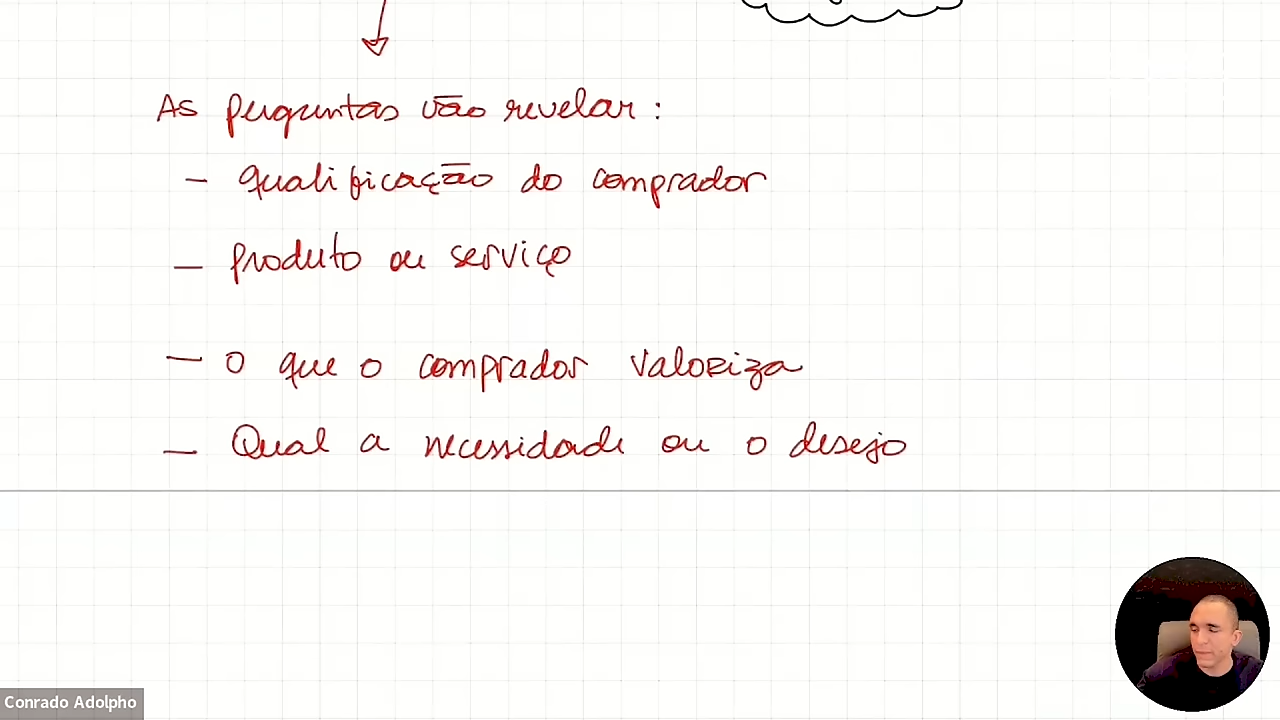 As perguntas vão revelar:
- qualificação do comprador
- produto ou serviço
- o que o comprador valoriza
- Qual a necessidade ou o desejo
Conrado Adolpho